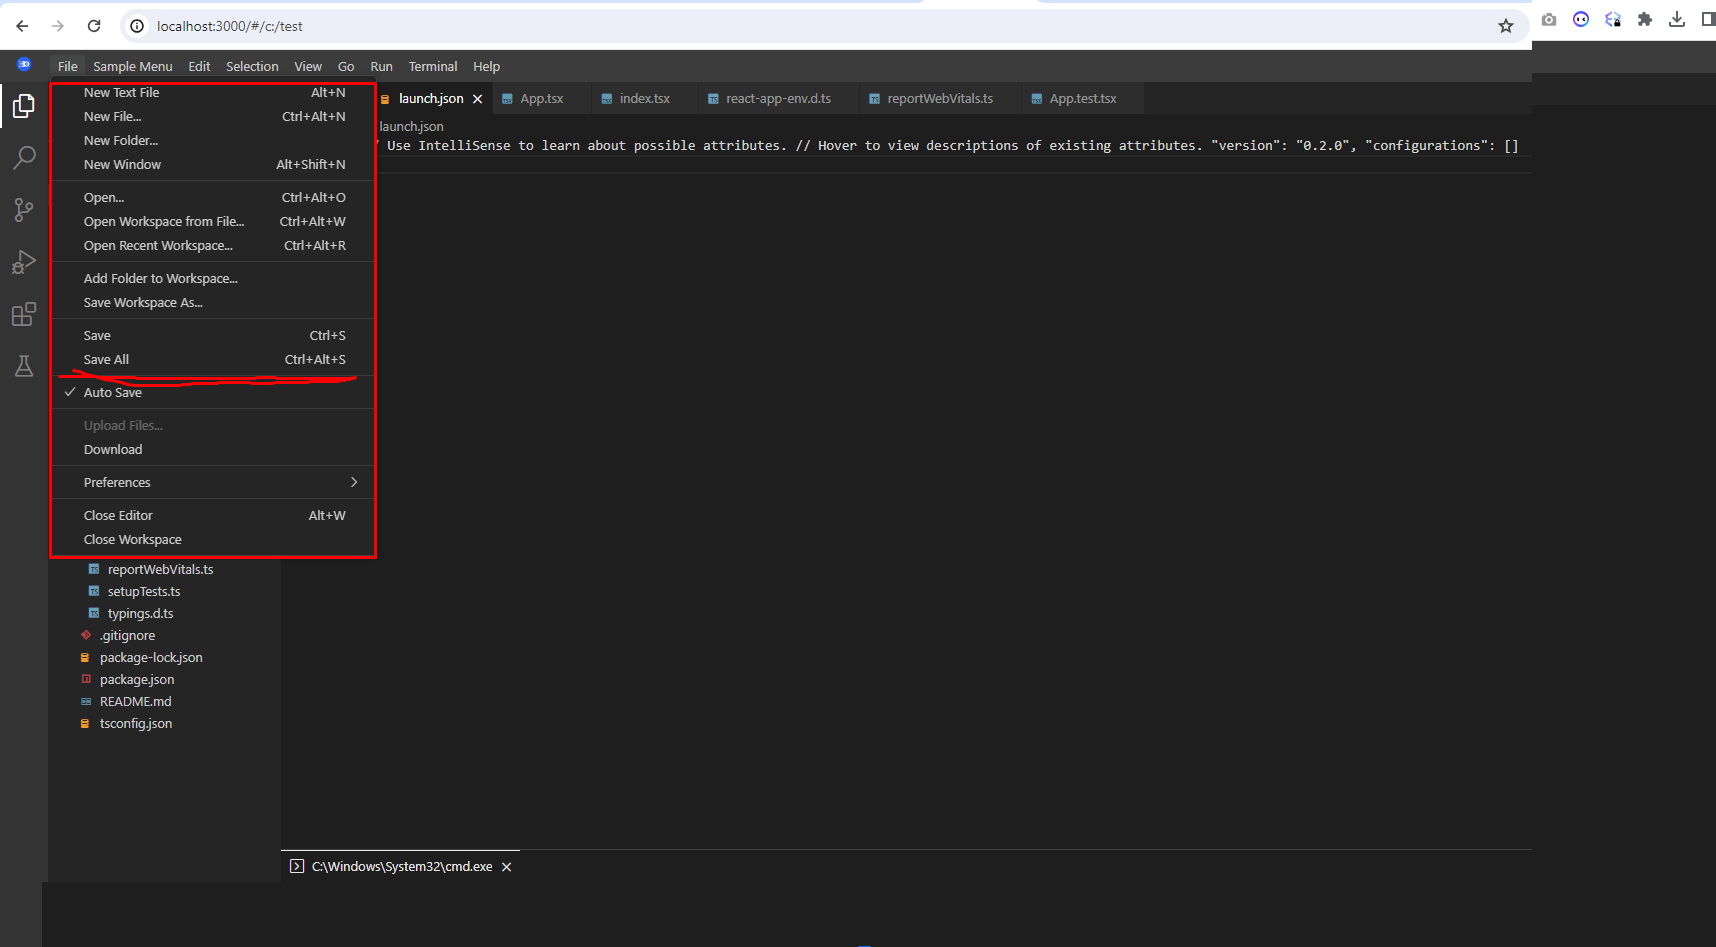 localhost:3000/#/c:/test
File Sample Menu Edit Selection View Go Run Terminal Help
New Text File Alt+N
New File... Ctrl+Alt+N
New Folder...
New Window Alt+Shift+N
Open... Ctrl+Alt+O
Open Workspace from File... Ctrl+Alt+W
Open Recent Workspace... Ctrl+Alt+R
Add Folder to Workspace...
Save Workspace As...
Save Ctrl+S
Save All Ctrl+Alt+S
Auto Save
Upload Files...
Download
Preferences
Close Editor Alt+W
Close Workspace
launch.json App.tsx index.tsx react-app-env.d.ts reportWebVitals.ts App.test.tsx
launch.json
/ Use IntelliSense to learn about possible attributes. // Hover to view descriptions of existing attributes. "version": "0.2.0", "configurations": []
reportWebVitals.ts
setupTests.ts
typings.d.ts
.gitignore
package-lock.json
package.json
README.md
tsconfig.json
C:\Windows\System32\cmd.exe